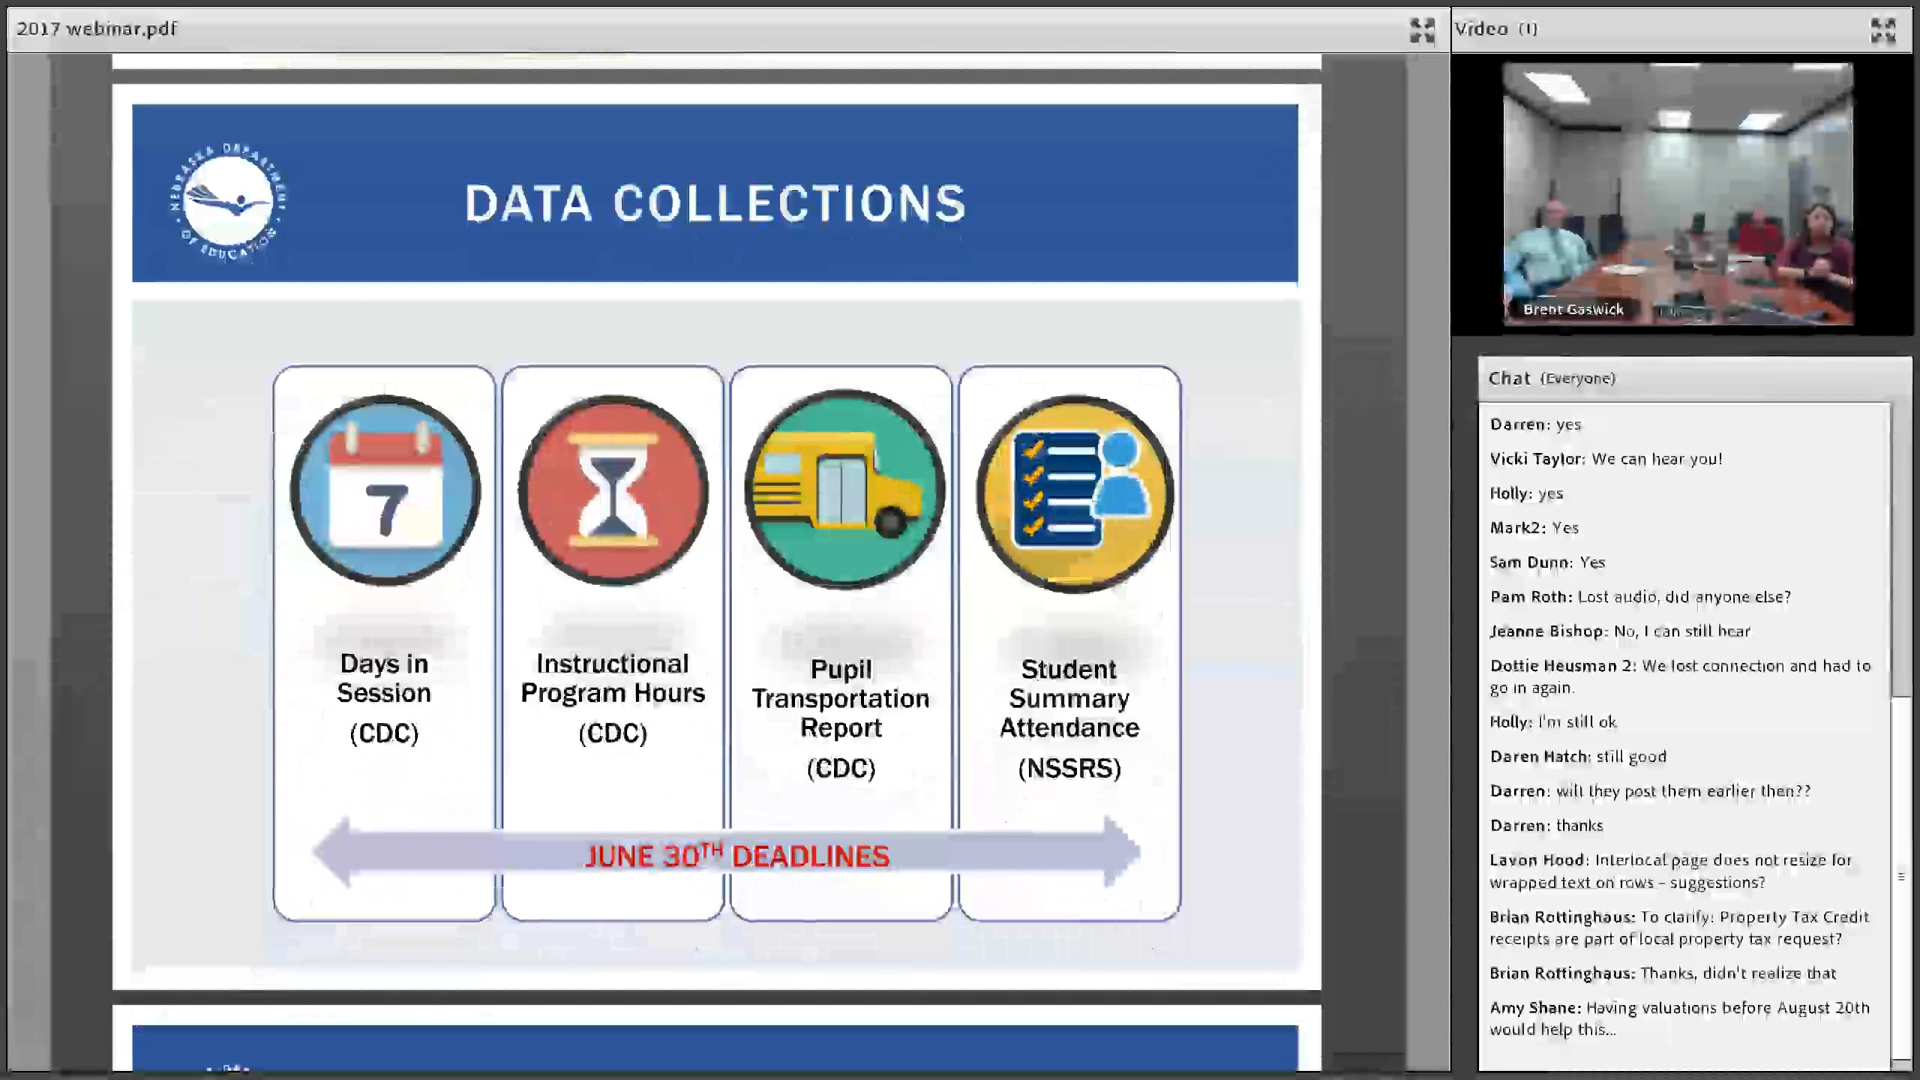 2017 webinar.pdf
NEBRASKA DEPARTMENT
OF EDUCATION
DATA COLLECTIONS
7
Days in
Session
(CDC)
Instructional
Program Hours
(CDC)
Pupil
Transportation
Report
(CDC)
Student
Summary
Attendance
(NSSRS)
JUNE 30TH DEADLINES
Video (1)
Brent Gaswick
Chat (Everyone)
Darren: yes
Vicki Taylor: We can hear you!
Holly: yes
Mark2: Yes
Sam Dunn: Yes
Pam Roth: Lost audio, did anyone else?
Jeanne Bishop: No, I can still hear
Dottie Heusman 2: We lost connection and had to
go in again.
Holly: i'm still ok
Daren Hatch: still good
Darren: will they post them earlier then??
Darren: thanks
Lavon Hood: Interlocal page does not resize for
wrapped text on rows - suggestions?
Brian Rottinghaus: To clarify: Property Tax Credit
receipts are part of local property tax request?
Brian Rottinghaus: Thanks, didn't realize that
Amy Shane: Having valuations before August 20th
would help this...